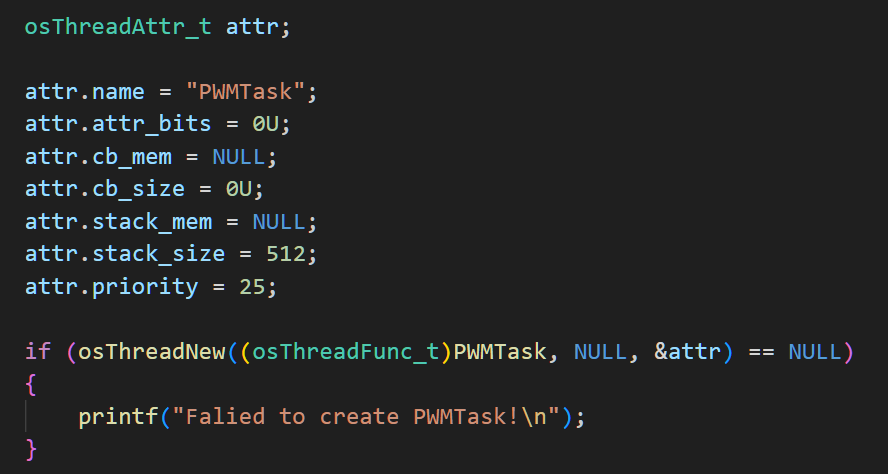 osThreadAttr_t attr;
attr.name = "PWMTask";
attr.attr_bits = 0U;
attr.cb_mem = NULL;
attr.cb_size = 0U;
attr.stack_mem = NULL;
attr.stack_size = 512;
attr.priority = 25;
if (osThreadNew((osThreadFunc_t)PWMTask, NULL, &attr) == NULL)
{
printf("Falied to create PWMTask!\n");
}